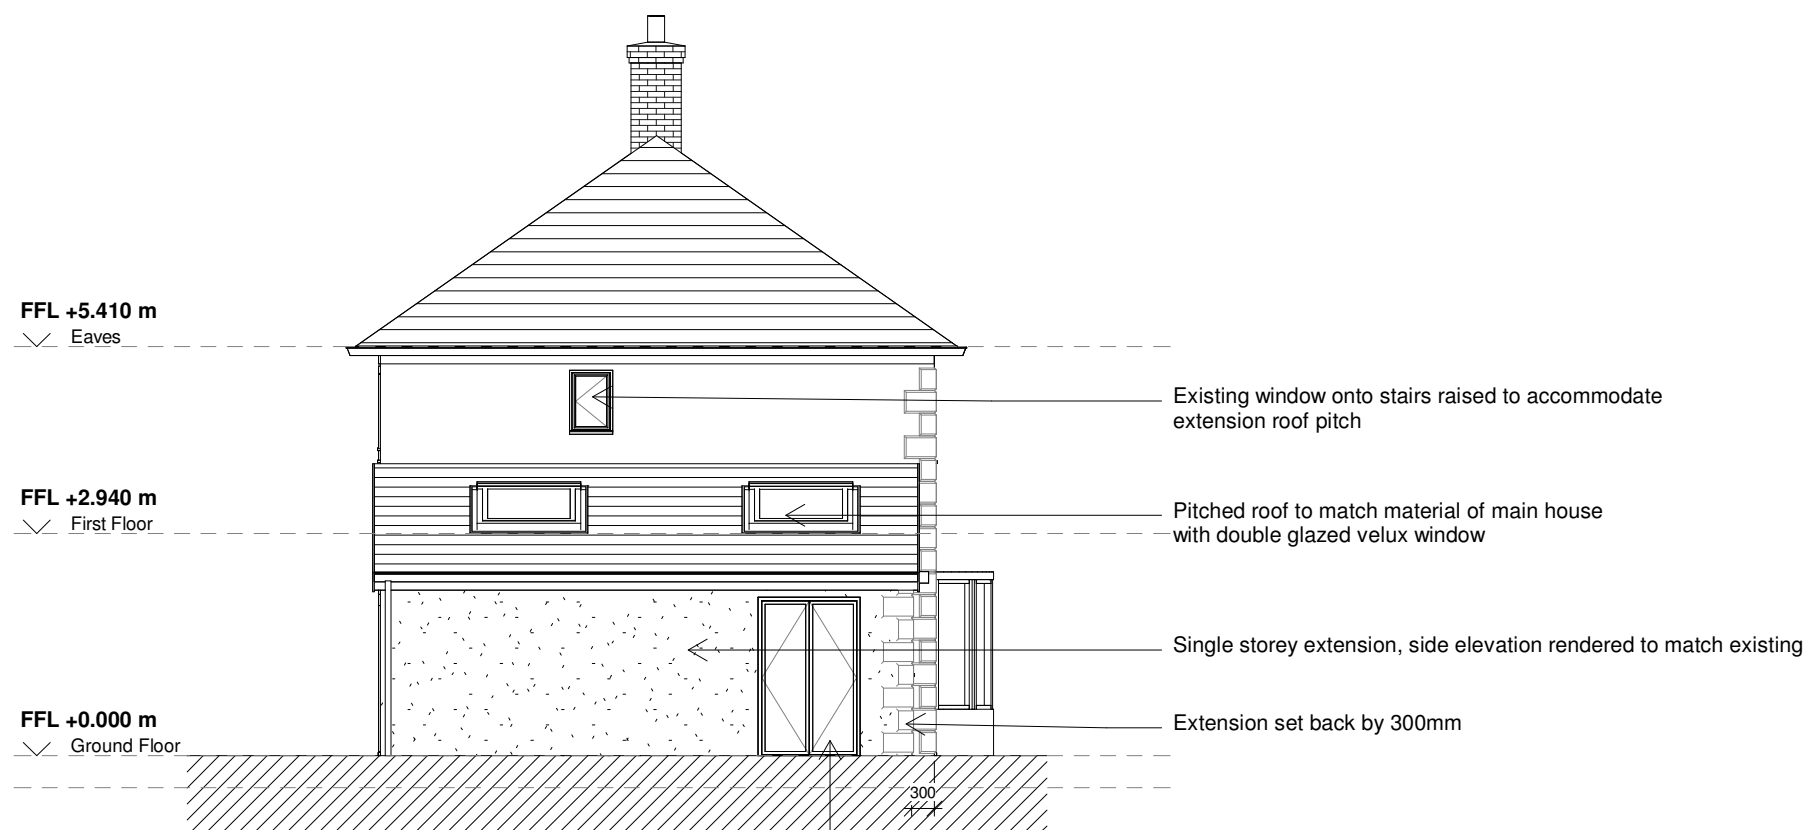 FFL +5.410 m
Eaves
Existing window onto stairs raised to accommodate
extension roof pitch
FFL +2.940 m
First Floor
Pitched roof to match material of main house
with double glazed velux window
Single storey extension, side elevation rendered to match existing
FFL +0.000 m
Ground Floor
Extension set back by 300mm
300